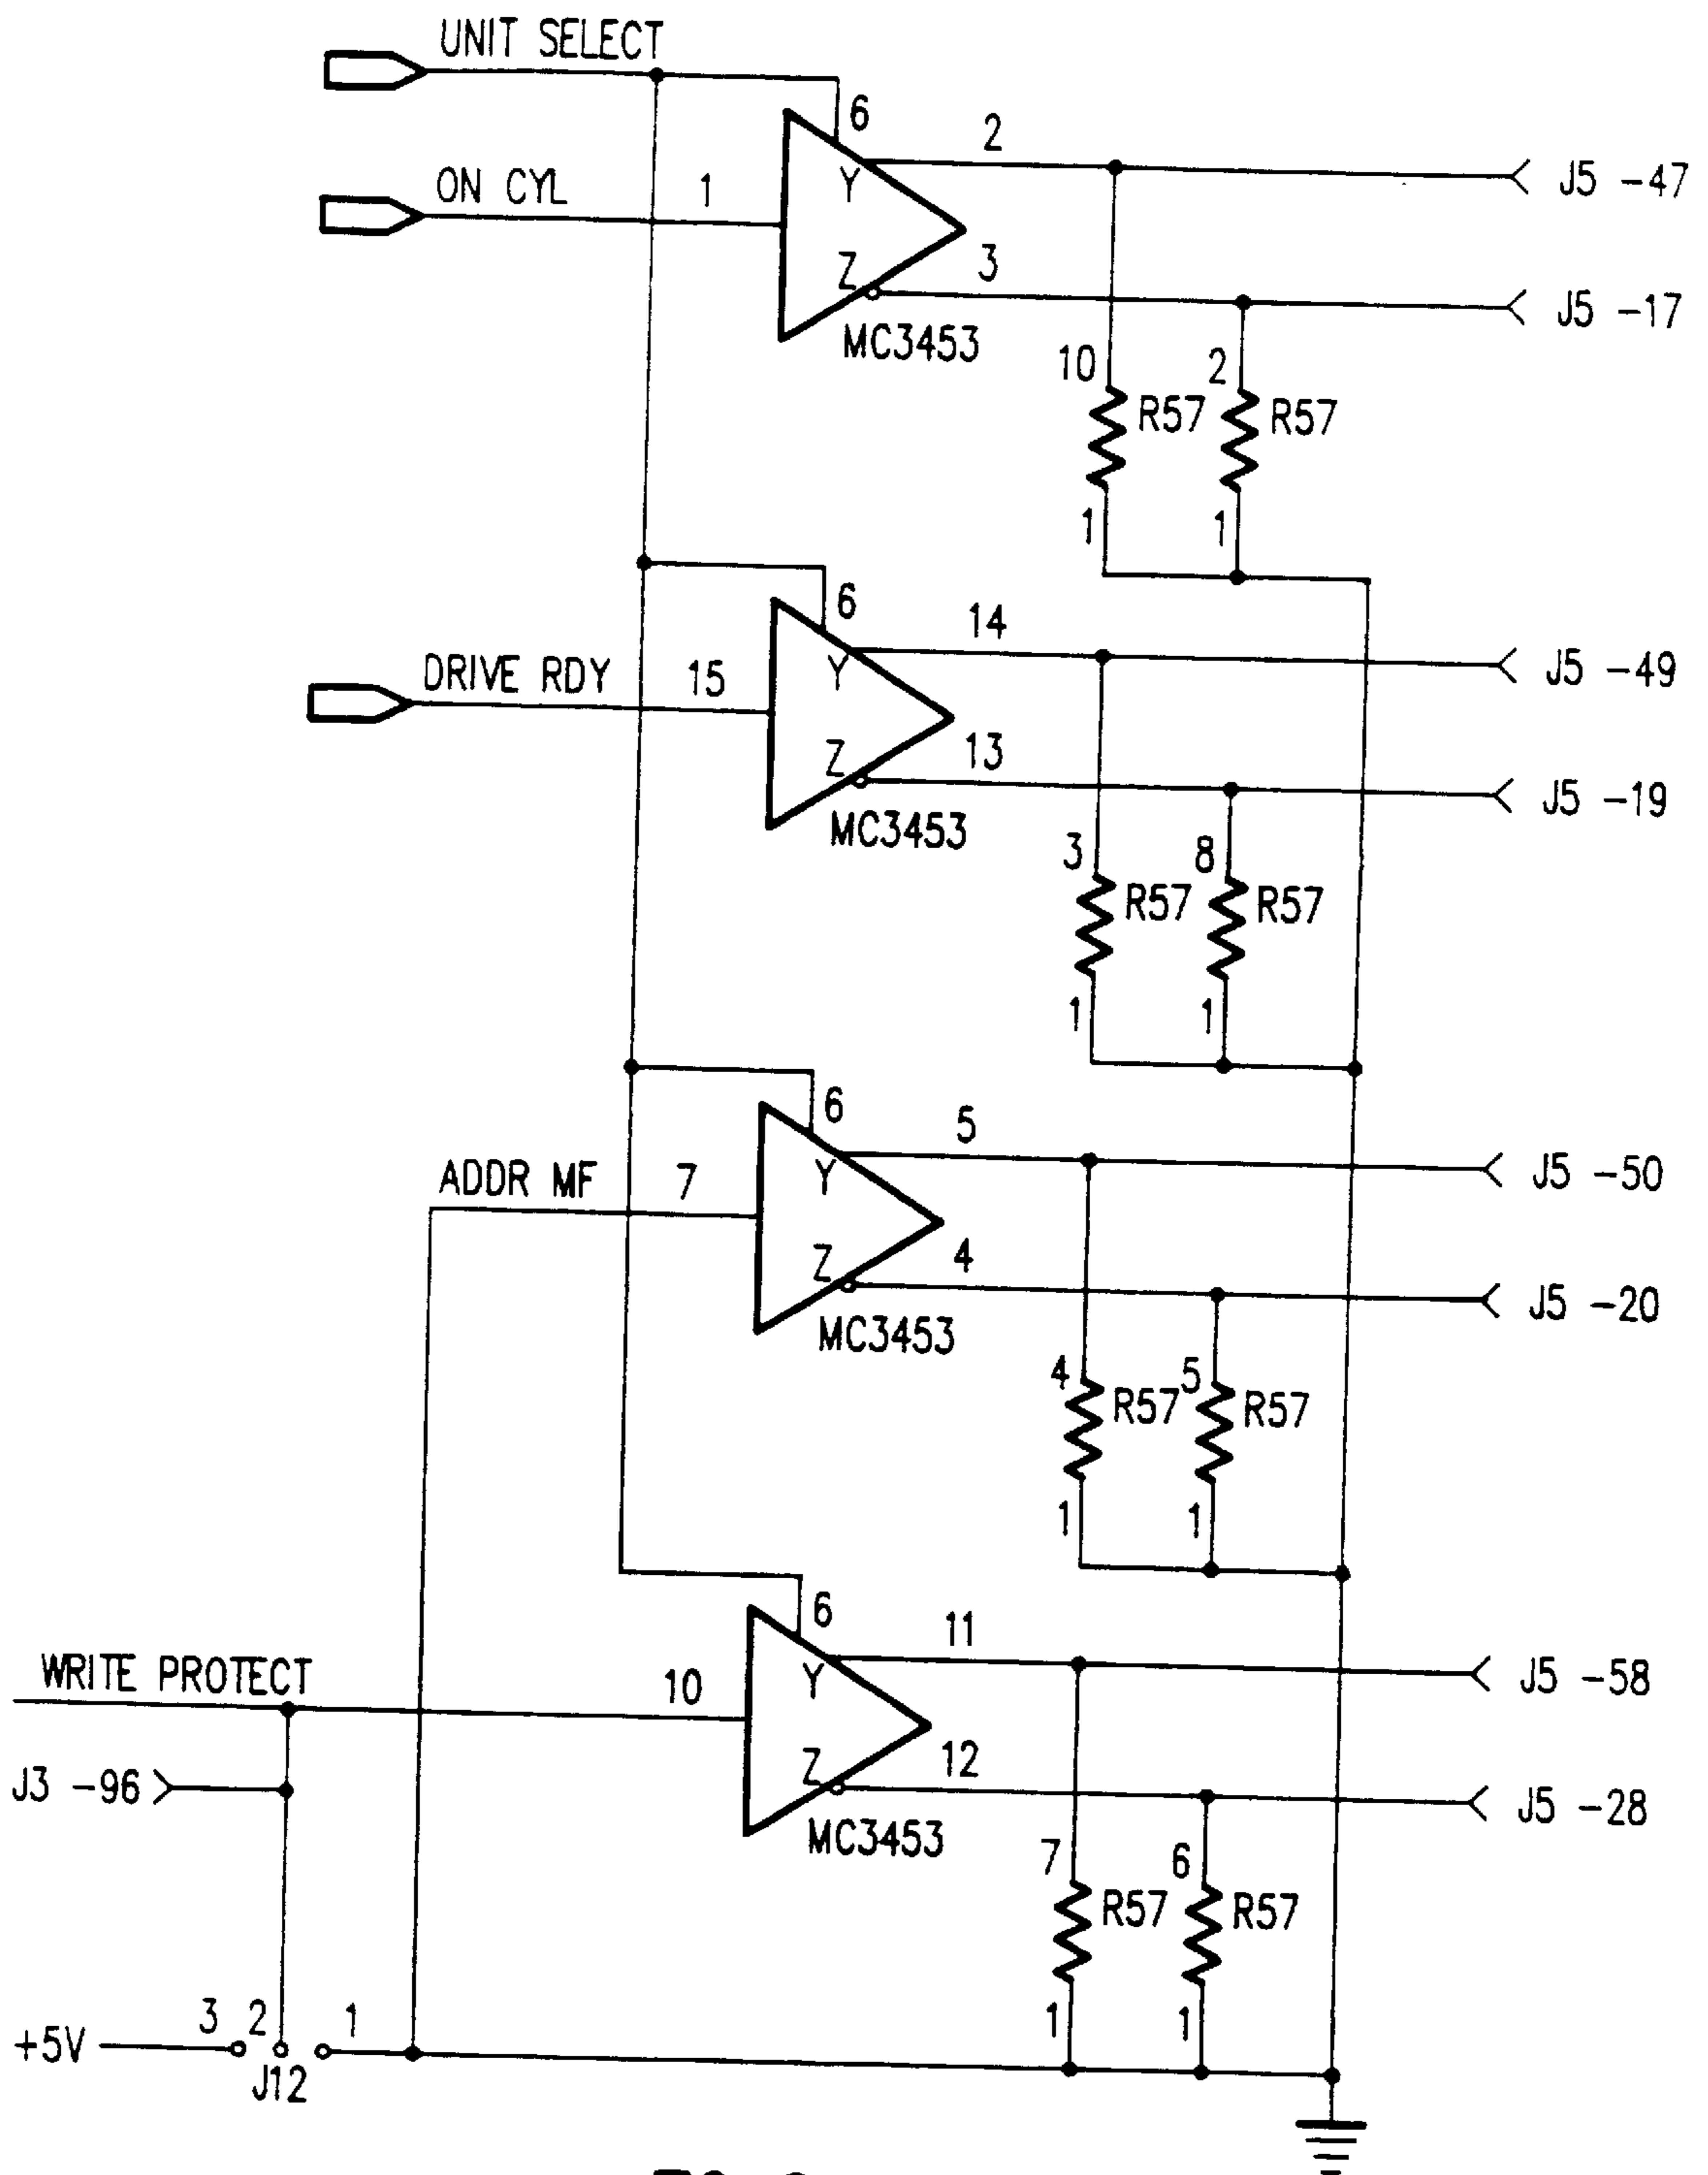 UNIT SELECT
6
2
J5 -47
ON CYL
1
Y
Z
3
J5 -17
MC3453
10
R57
2
R57
1
1
6
14
J5 -49
DRIVE RDY
15
Y
Z
13
J5 -19
MC3453
3
R57
8
R57
1
1
6
5
J5 -50
ADDR MF
7
Y
Z
4
J5 -20
MC3453
4
R57
5
R57
1
1
6
11
J5 -58
WRITE PROTECT
10
Y
Z
12
J5 -28
J3 -96
MC3453
7
R57
6
R57
1
1
+5V
3
2
1
J12